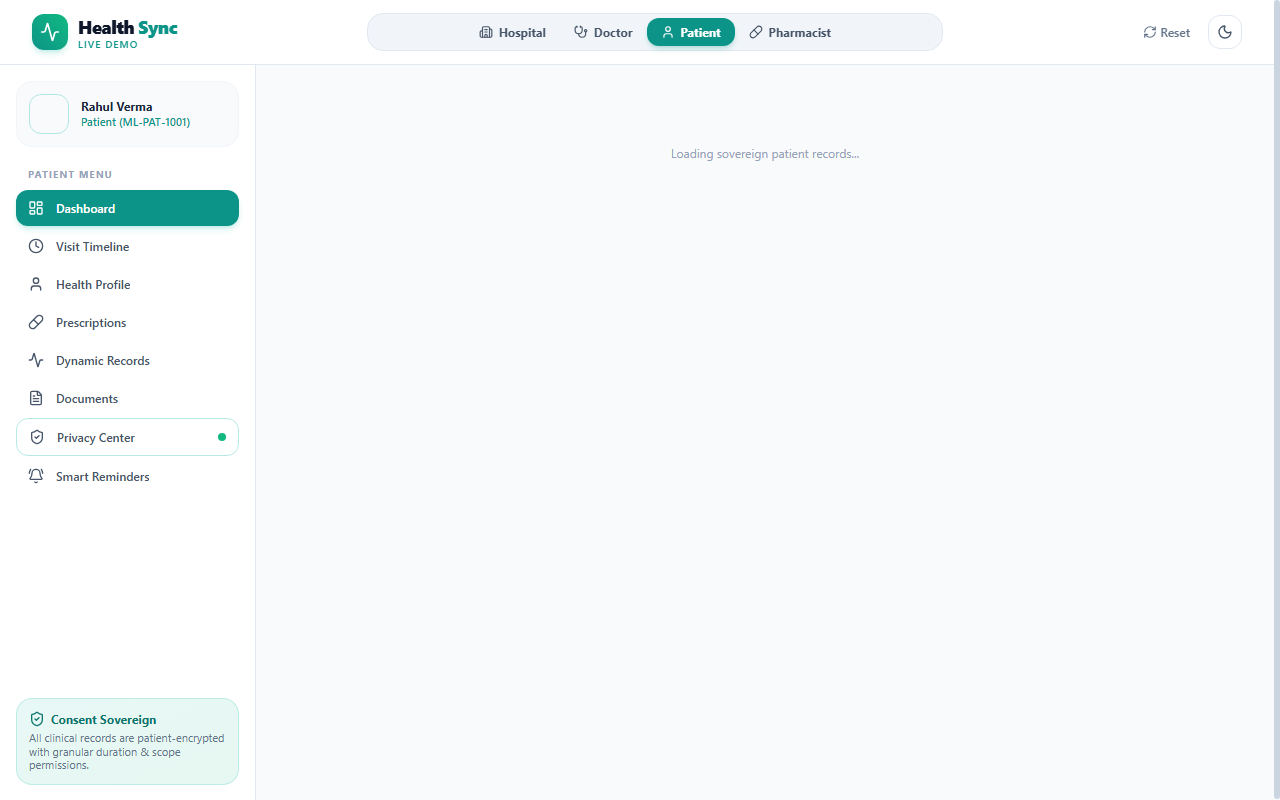 Health Sync
LIVE DEMO
Hospital
Doctor
Patient
Pharmacist
Reset
Rahul Verma
Patient (ML-PAT-1001)
PATIENT MENU
Dashboard
Visit Timeline
Health Profile
Prescriptions
Dynamic Records
Documents
Privacy Center
Smart Reminders
Loading sovereign patient records...
Consent Sovereign
All clinical records are patient-encrypted
with granular duration & scope
permissions.